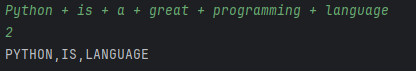 Python + is + a + great + programming + language
2
PYTHON,IS,LANGUAGE